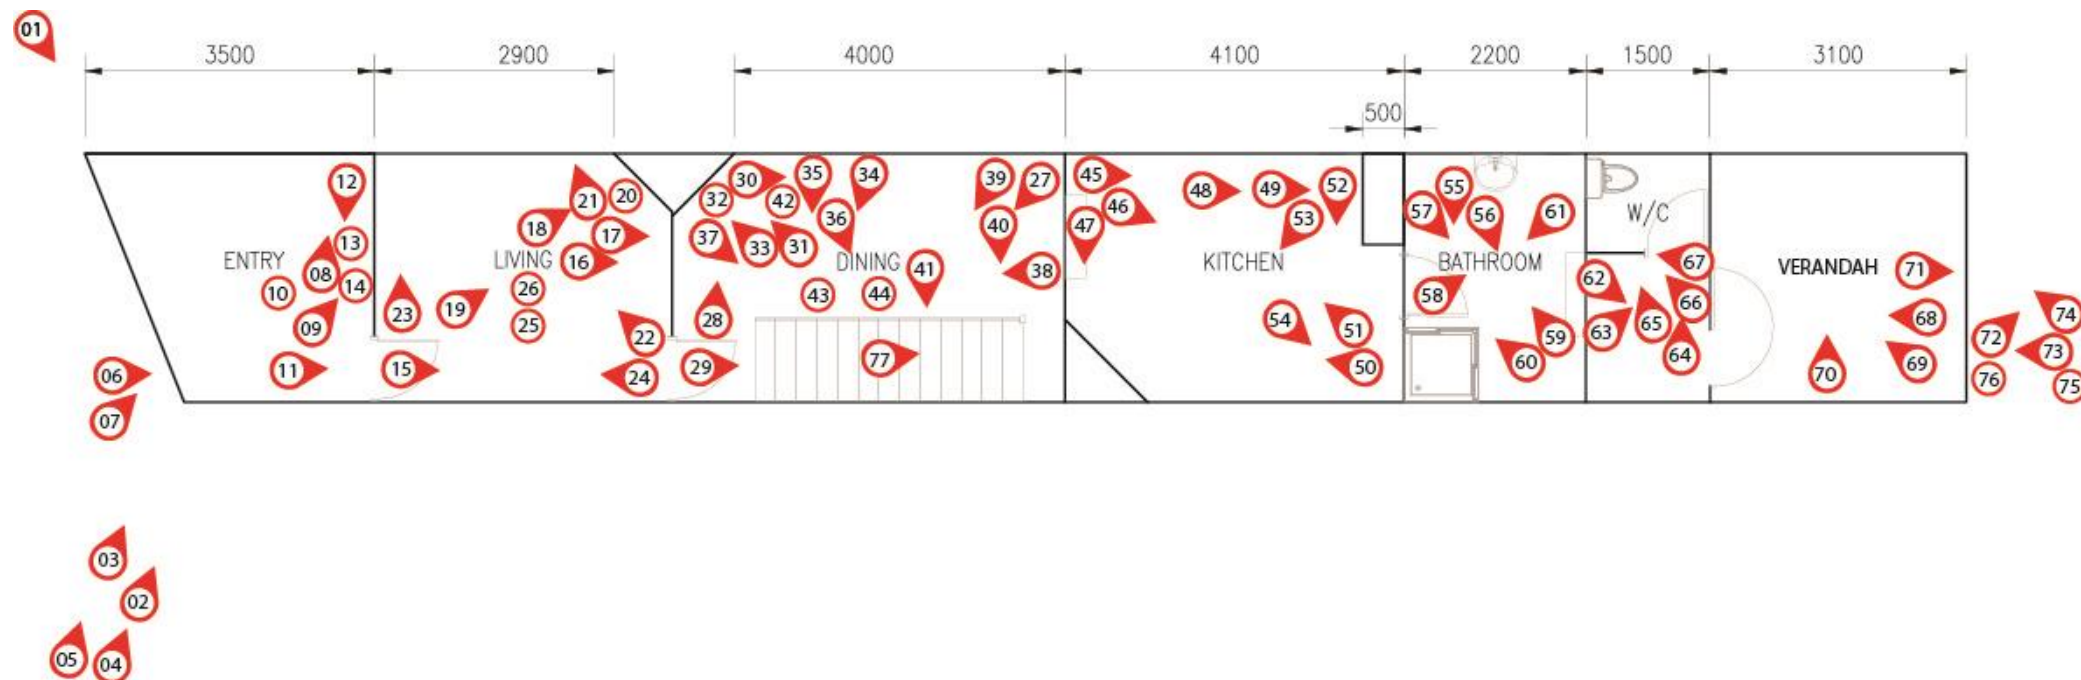 01
3500 2900 4000 4100 2200 1500 3100
500
12 21 20 30 32 42 35 34 39 27 45 46 48 49 52 55 57 56 61
13 18 17 37 33 31 36 40 47 53 W/C
ENTRY 08 LIVING 16 DINING 41 38 KITCHEN BATHROOM 62 67 VERANDAH 71
10 14 26 43 44 58 66
09 23 19 25 22 28 54 51 59 63 65 68 72 74
11 15 24 29 77 50 60 64 70 69 73
06 76 75
07
03
02
05 04